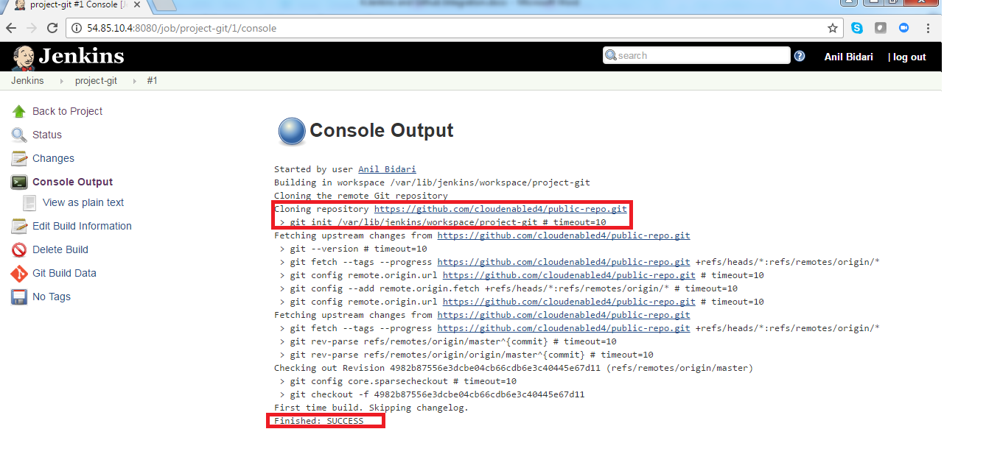 project-git #1 Console [J
54.85.10.4:8080/job/project-git/1/console
Jenkins
search
Anil Bidari
| log out
Jenkins
project-git
#1
Back to Project
Status
Changes
Console Output
View as plain text
Edit Build Information
Delete Build
Git Build Data
No Tags
Console Output
Started by user Anil Bidari
Building in workspace /var/lib/jenkins/workspace/project-git
Cloning the remote Git repository
Cloning repository https://github.com/cloudenabled4/public-repo.git
> git init /var/lib/jenkins/workspace/project-git # timeout=10
Fetching upstream changes from https://github.com/cloudenabled4/public-repo.git
> git --version # timeout=10
> git fetch --tags --progress https://github.com/cloudenabled4/public-repo.git +refs/heads/*:refs/remotes/origin/*
> git config remote.origin.url https://github.com/cloudenabled4/public-repo.git # timeout=10
> git config --add remote.origin.fetch +refs/heads/*:refs/remotes/origin/* # timeout=10
> git config remote.origin.url https://github.com/cloudenabled4/public-repo.git # timeout=10
Fetching upstream changes from https://github.com/cloudenabled4/public-repo.git
> git fetch --tags --progress https://github.com/cloudenabled4/public-repo.git +refs/heads/*:refs/remotes/origin/*
> git rev-parse refs/remotes/origin/master^{commit} # timeout=10
> git rev-parse refs/remotes/origin/origin/master^{commit} # timeout=10
Checking out Revision 4982b87556e3dcbe04cb66cdb6e3c40445e67d11 (refs/remotes/origin/master)
> git config core.sparsecheckout # timeout=10
> git checkout -f 4982b87556e3dcbe04cb66cdb6e3c40445e67d11
First time build. Skipping changelog.
Finished: SUCCESS